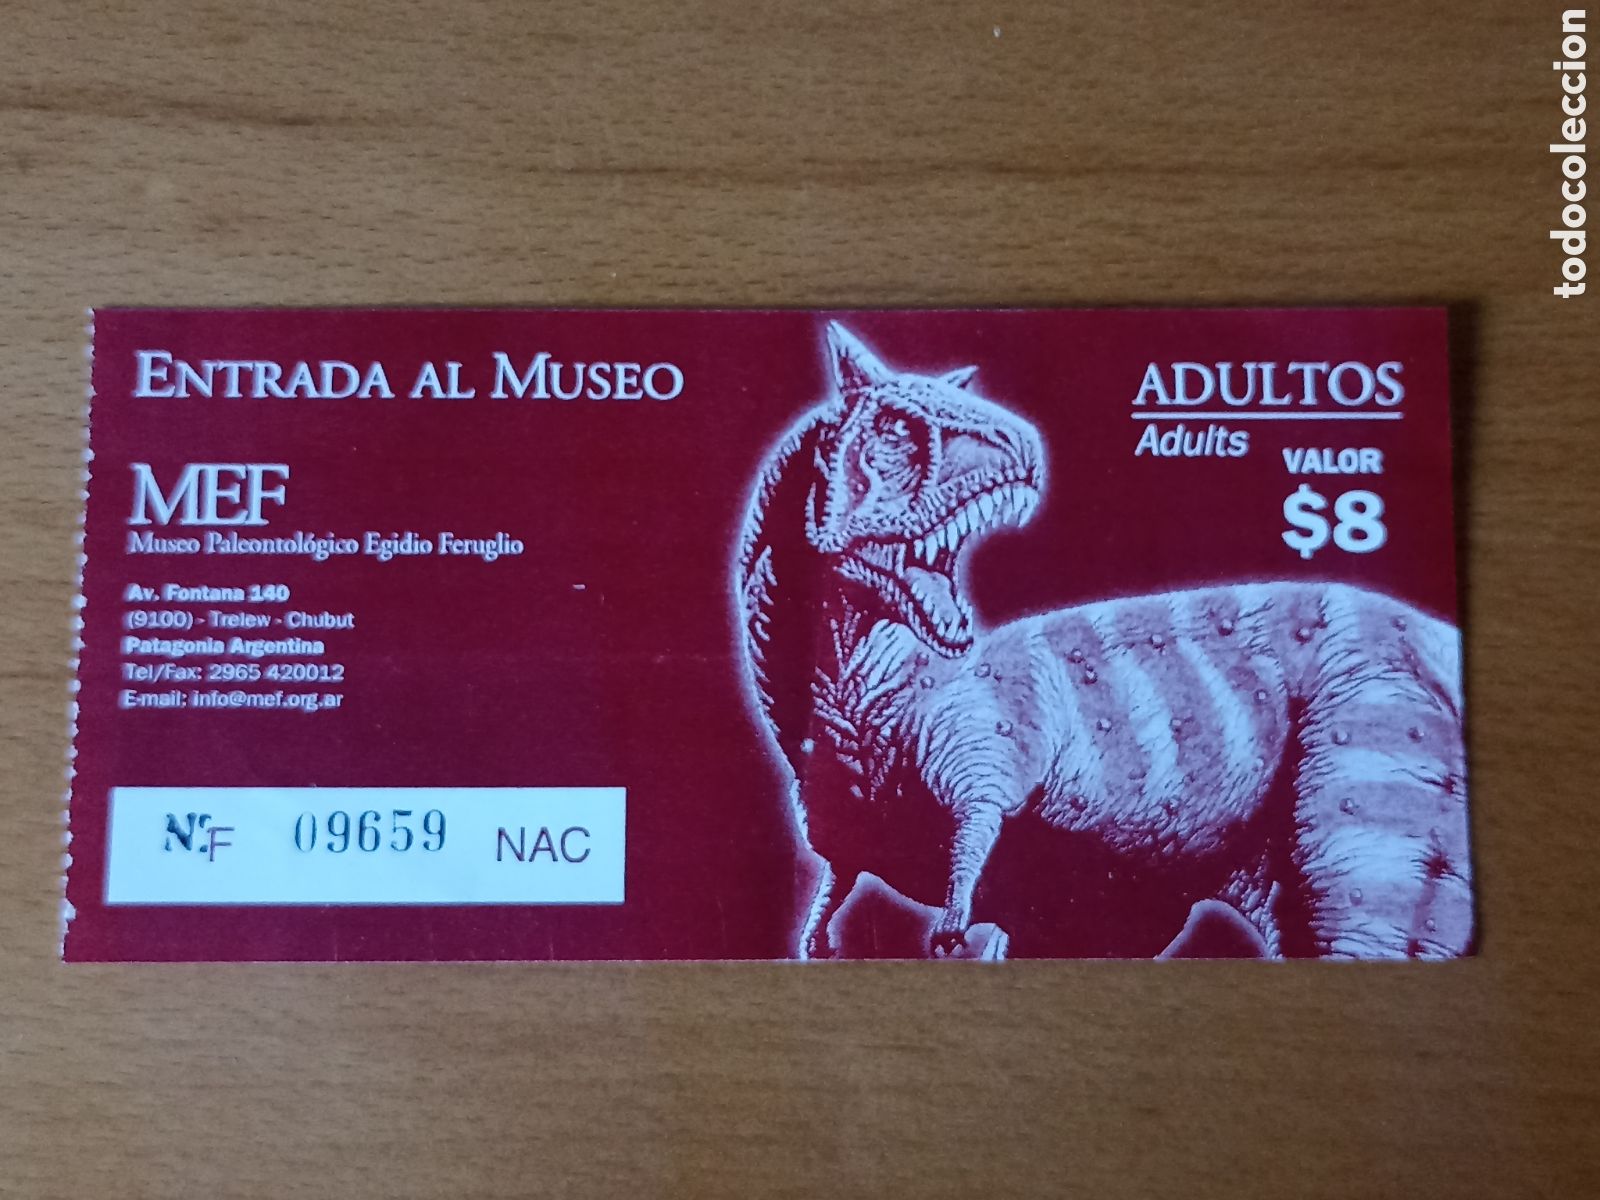 ENTRADA AL MUSEO
MEF
Museo Paleontológico Egidio Feruglio
Av. Fontana 140
(9100) - Trelew - Chubut
Patagonia Argentina
Tel/Fax: 2965 420012
E-mail: info@mef.org.ar
Nº F 09659 NAC
ADULTOS
Adults
VALOR
$8
todocoleccion